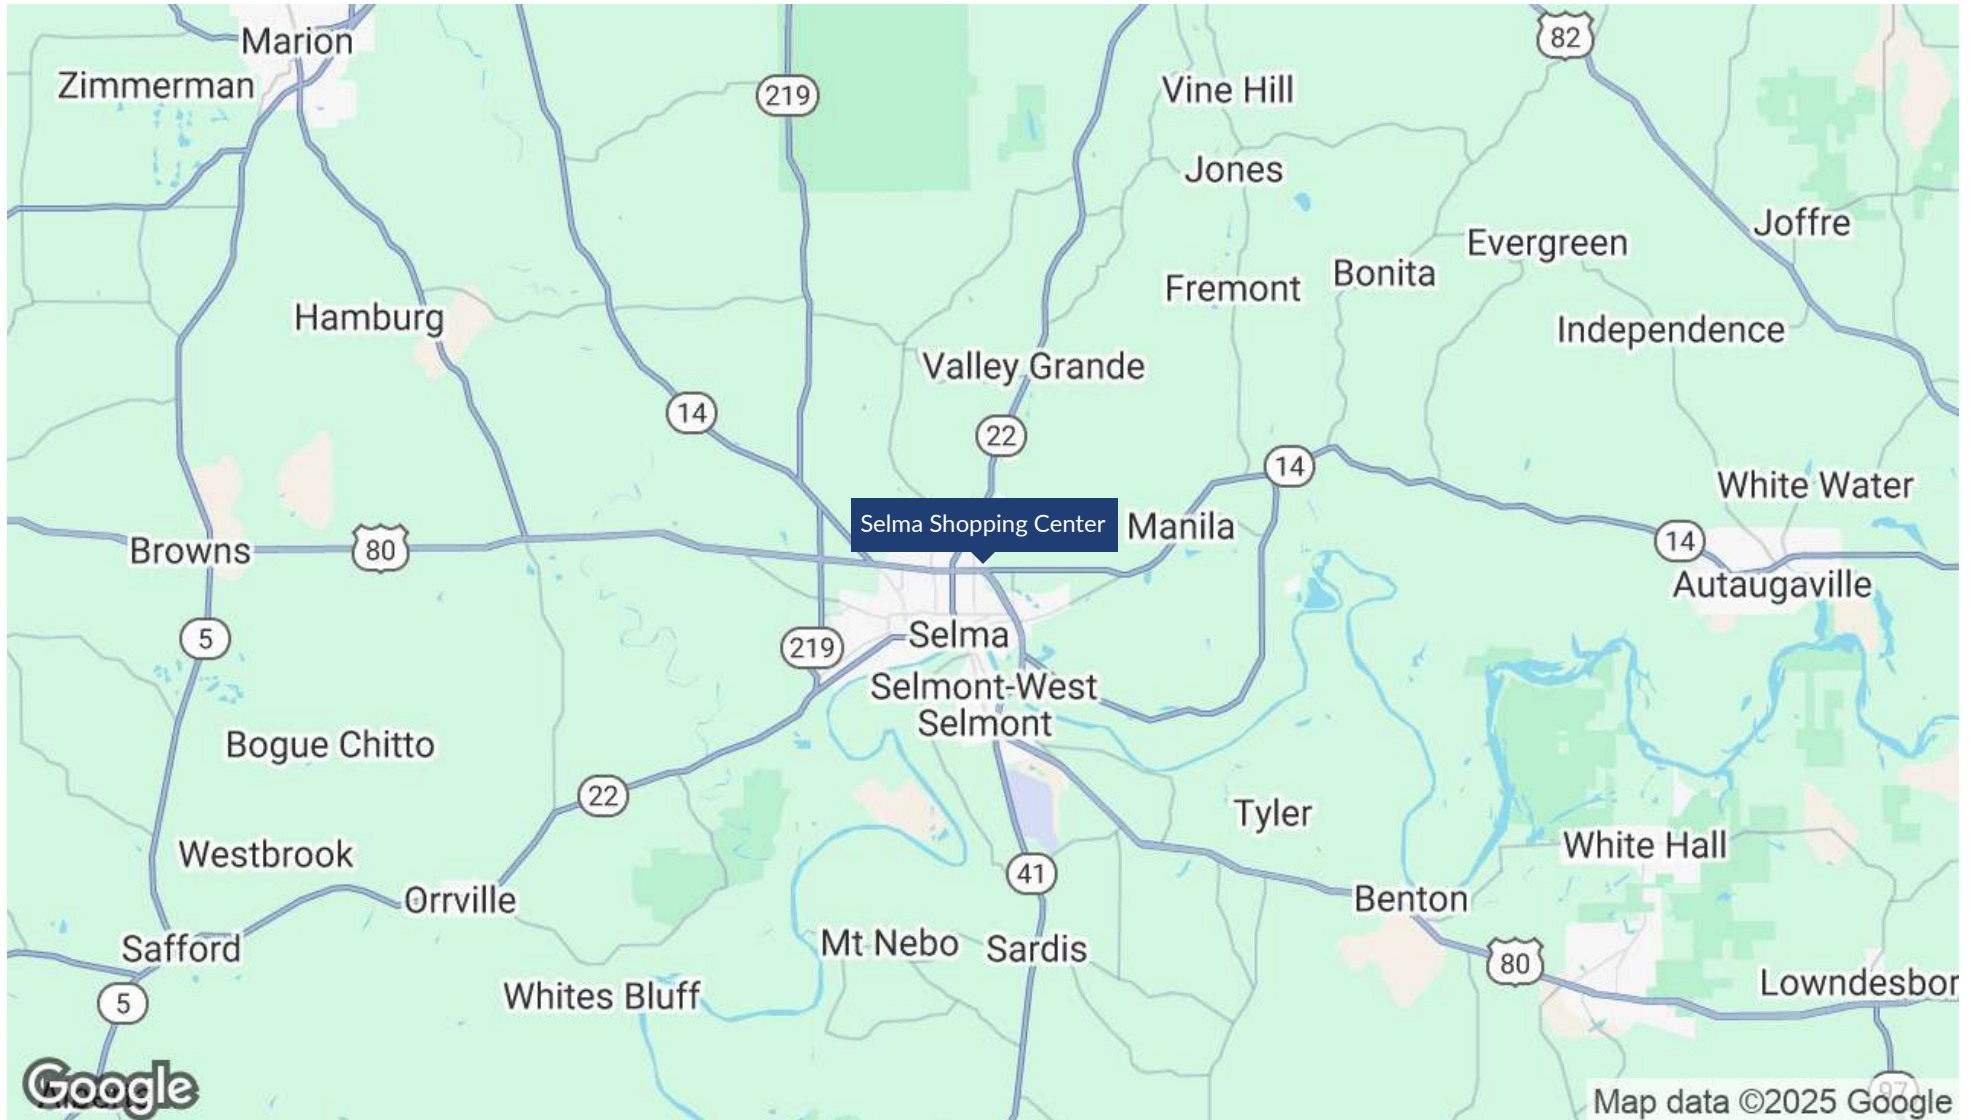 Marion
82
Zimmerman
219
Vine Hill
Jones
Joffre
Evergreen
Bonita
Fremont
Hamburg
Independence
Valley Grande
14
22
14
White Water
Selma Shopping Center
Manila
14
Browns
80
Autaugaville
5
Selma
219
Selmont-West
Selmont
Bogue Chitto
22
Tyler
White Hall
Westbrook
41
Orrville
Benton
Safford
Mt Nebo
Sardis
80
Lowndesbor
Whites Bluff
5
Google
97
Map data ©2025 Google